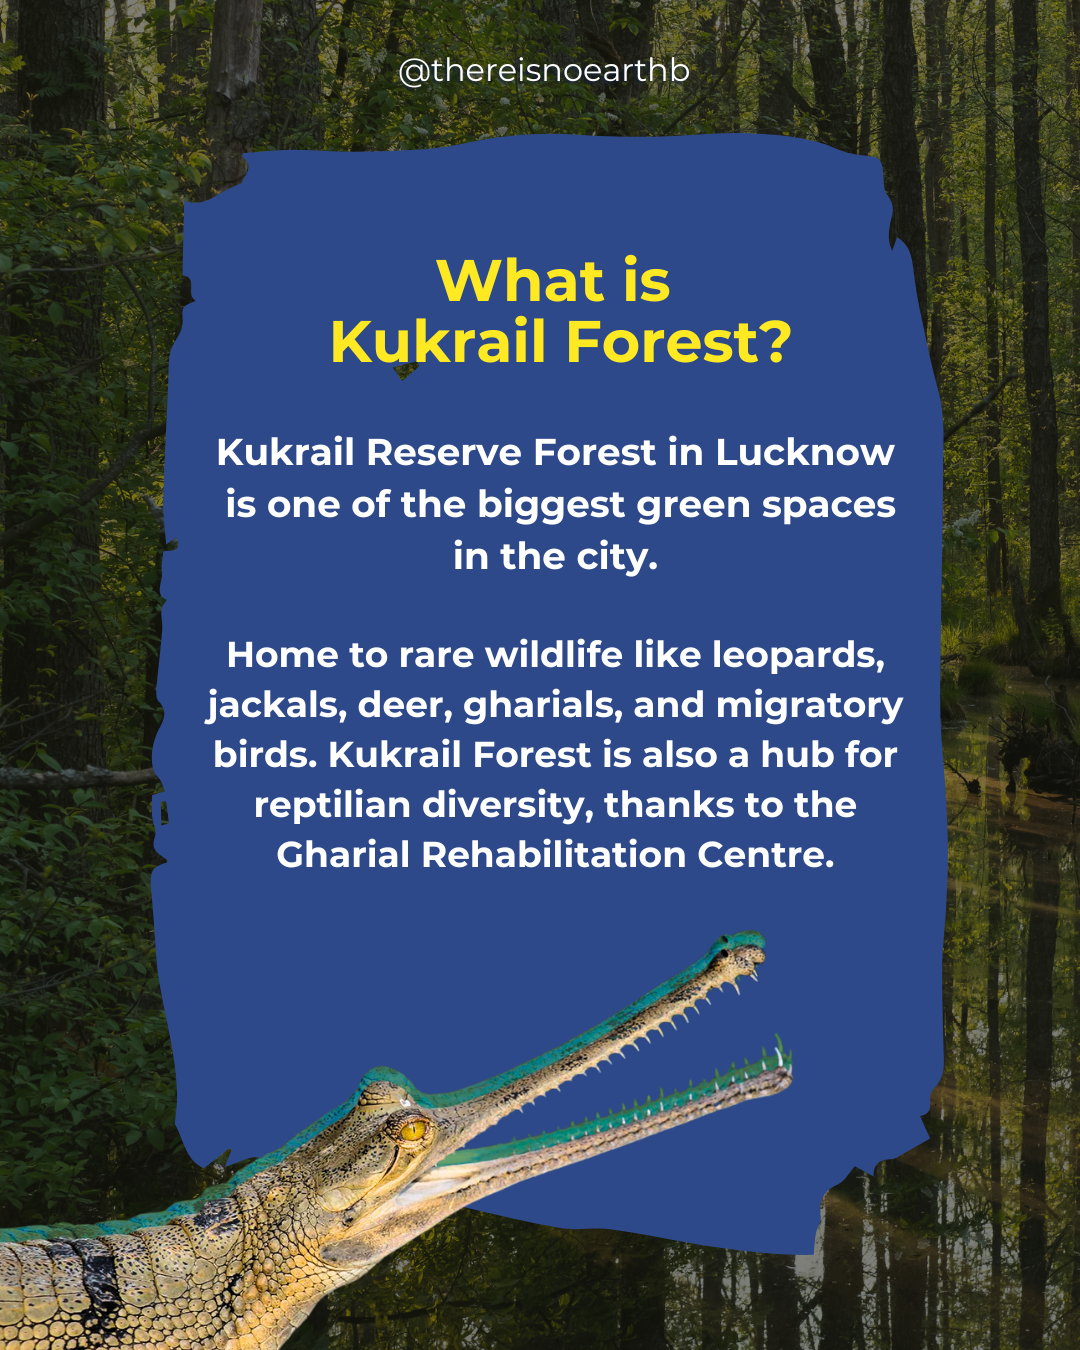 @thereisnoearthb
What is
Kukrail Forest?
Kukrail Reserve Forest in Lucknow
is one of the biggest green spaces
in the city.
Home to rare wildlife like leopards,
jackals, deer, gharials, and migratory
birds. Kukrail Forest is also a hub for
reptilian diversity, thanks to the
Gharial Rehabilitation Centre.